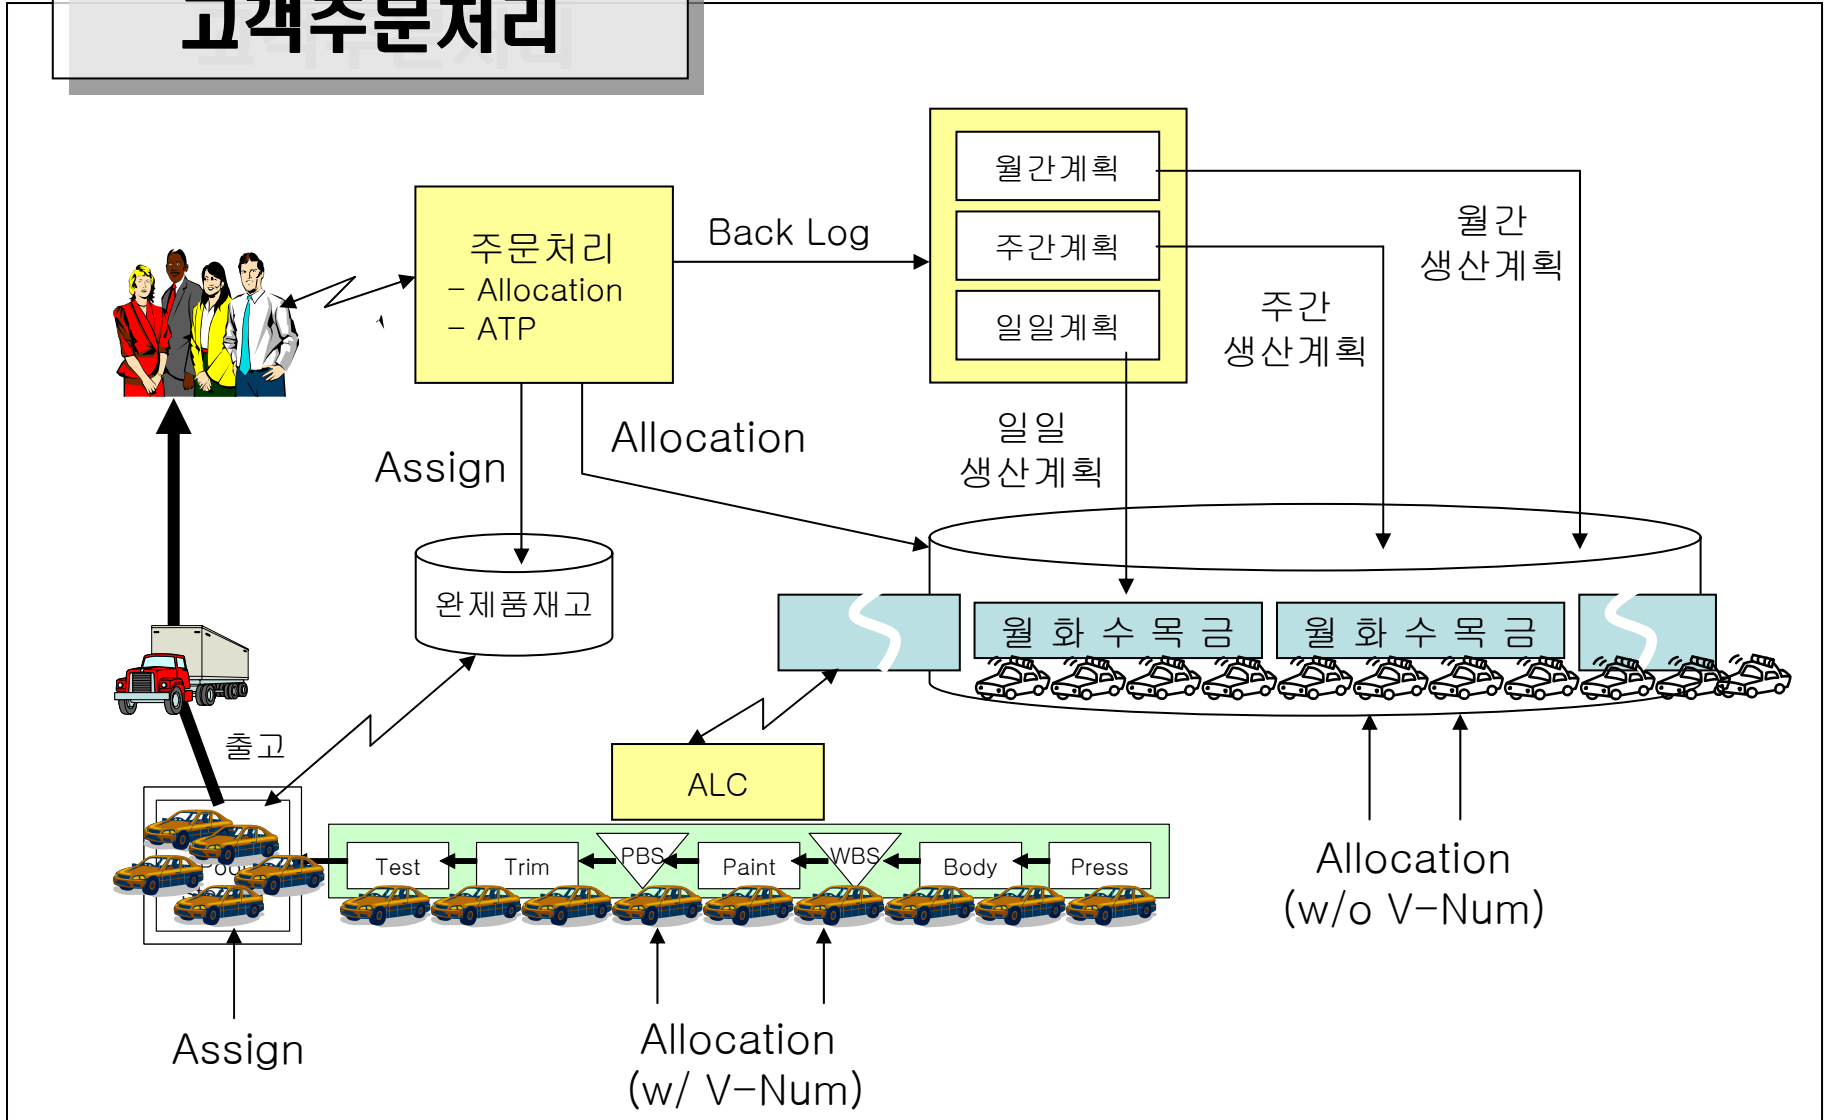 고객주문처리
월간계획
주간계획
일일계획
주문처리
- Allocation
- ATP
Back Log
월간
생산계획
주간
생산계획
일일
생산계획
Assign
Allocation
완제품재고
월 화 수 목 금
월 화 수 목 금
출고
ALC
Test
Trim
PBS
Paint
WBS
Body
Press
Allocation
(w/o V-Num)
Assign
Allocation
(w/ V-Num)